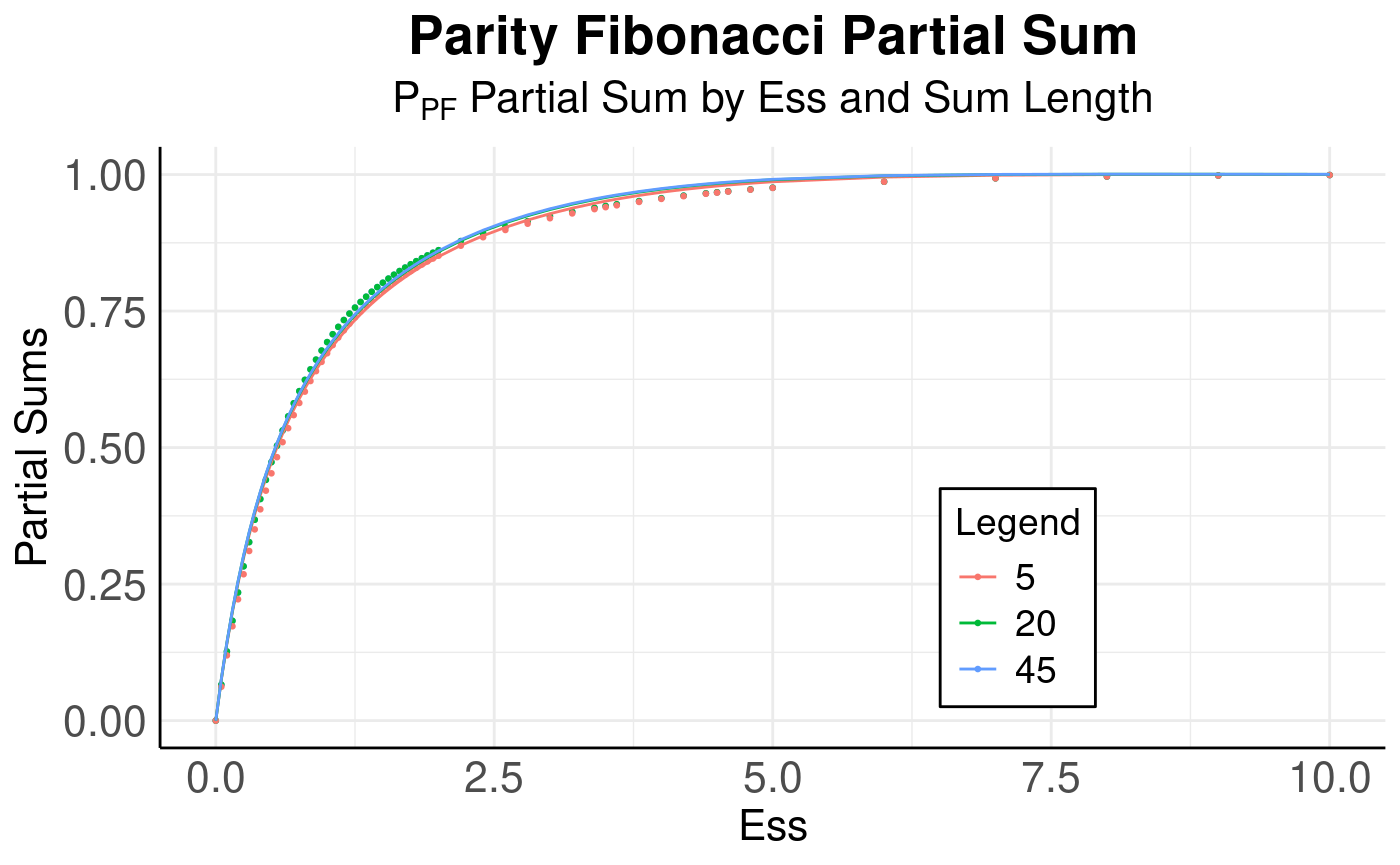 Parity Fibonacci Partial Sum
P_PF Partial Sum by Ess and Sum Length
Partial Sums
1.00
0.75
0.50
0.25
0.00
Legend
5
20
45
0.0 2.5 5.0 7.5 10.0
Ess